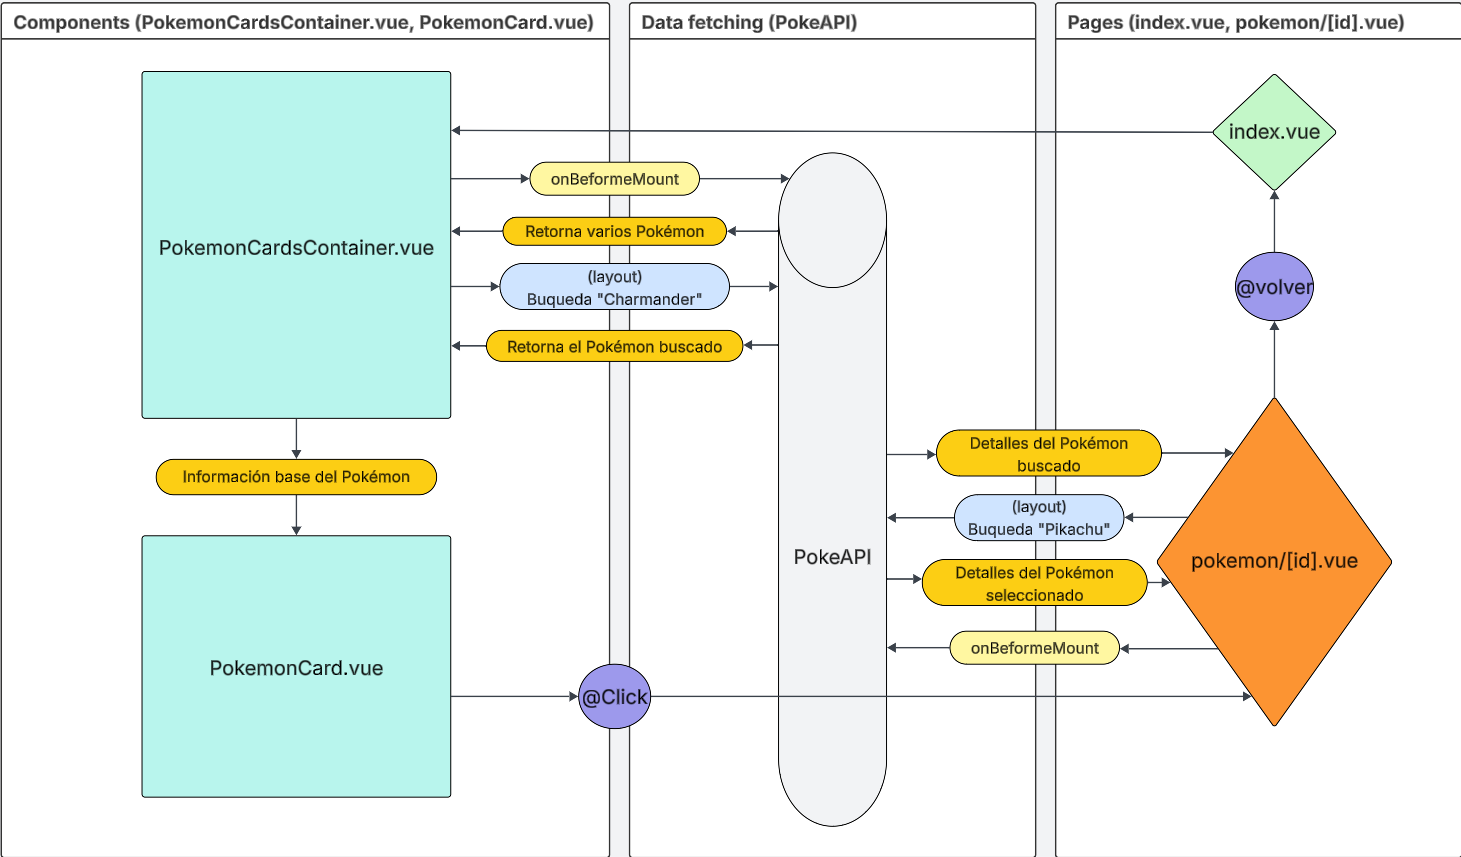 Components (PokemonCardsContainer.vue, PokemonCard.vue)
Data fetching (PokeAPI)
Pages (index.vue, pokemon/[id].vue)
index.vue
onBeformeMount
Retorna varios Pokémon
PokemonCardsContainer.vue
(layout)
Buqueda "Charmander"
@volver
Retorna el Pokémon buscado
Detalles del Pokémon
buscado
Información base del Pokémon
(layout)
Buqueda "Pikachu"
PokeAPI
pokemon/[id].vue
Detalles del Pokémon
seleccionado
onBeformeMount
PokemonCard.vue
@Click